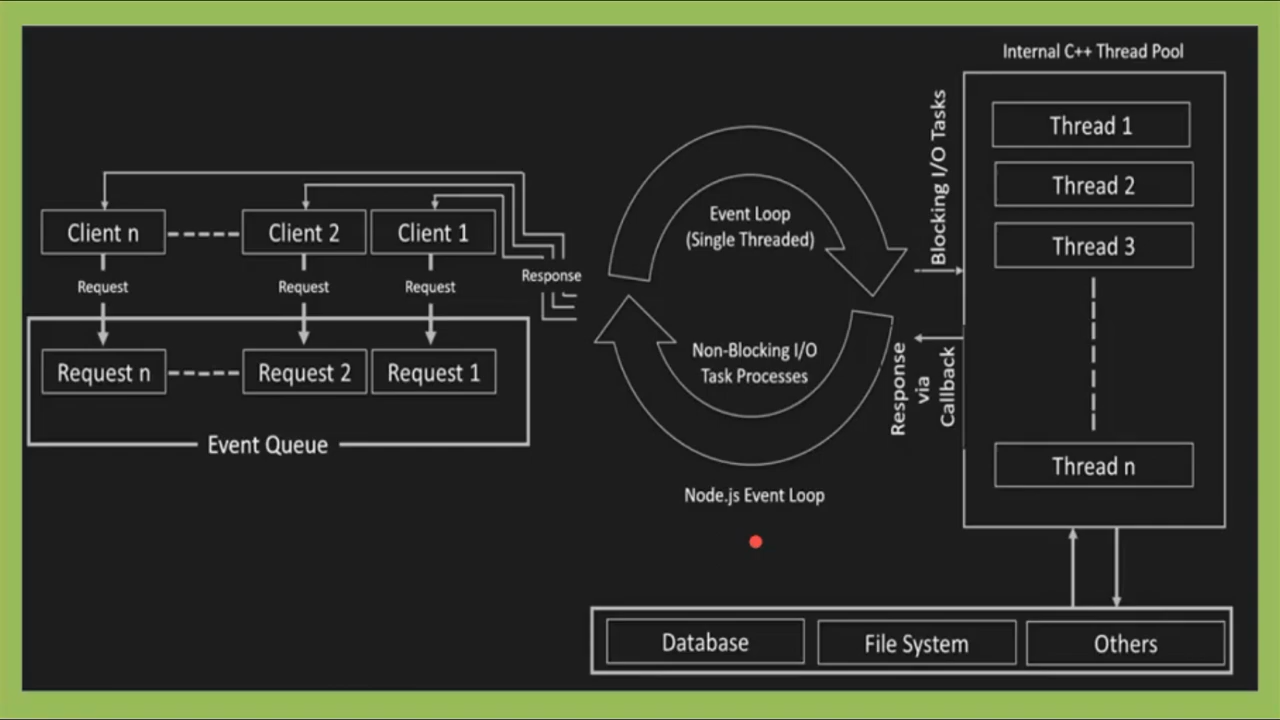 Internal C++ Thread Pool
Client n
Client 2
Client 1
Request
Request
Request
Response
Request n
Request 2
Request 1
Event Queue
Event Loop
(Single Threaded)
Non-Blocking I/O
Task Processes
Node.js Event Loop
Blocking I/O Tasks
Response
via
Callback
Thread 1
Thread 2
Thread 3
Thread n
Database
File System
Others